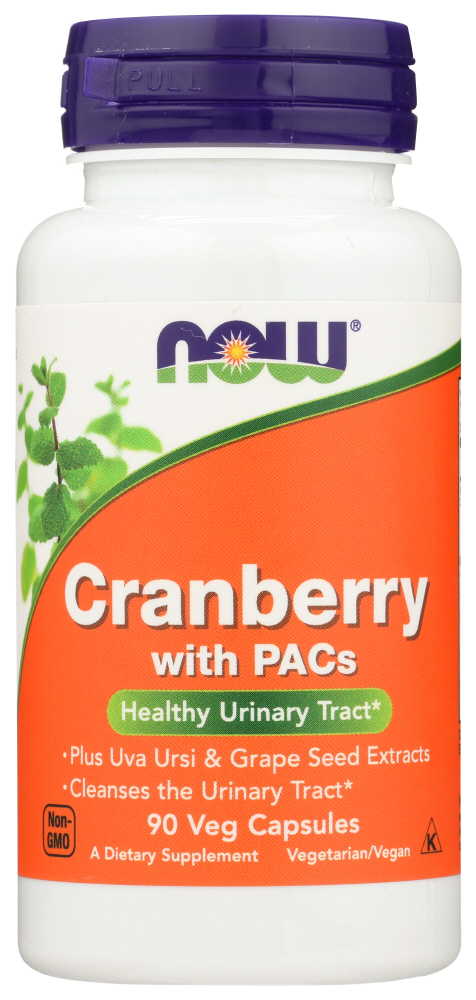 PULL
NOW®
Cranberry
with PACs
Healthy Urinary Tract*
• Plus Uva Ursi & Grape Seed Extracts
• Cleanses the Urinary Tract*
90 Veg Capsules
Non-
GMO
A Dietary Supplement Vegetarian/Vegan K